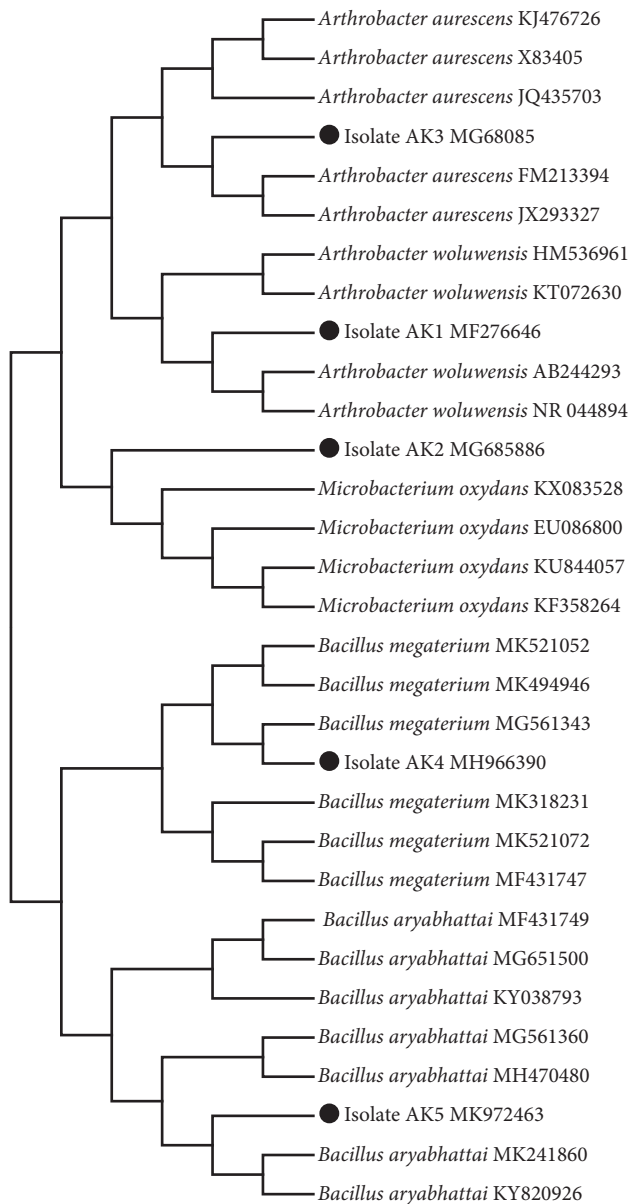 Arthrobacter aurescens KJ476726
Arthrobacter aurescens X83405
Arthrobacter aurescens JQ435703
Isolate AK3 MG68085
Arthrobacter aurescens FM213394
Arthrobacter aurescens JX293327
Arthrobacter woluwensis HM536961
Arthrobacter woluwensis KT072630
Isolate AK1 MF276646
Arthrobacter woluwensis AB244293
Arthrobacter woluwensis NR 044894
Isolate AK2 MG685886
Microbacterium oxydans KX083528
Microbacterium oxydans EU086800
Microbacterium oxydans KU844057
Microbacterium oxydans KF358264
Bacillus megaterium MK521052
Bacillus megaterium MK494946
Bacillus megaterium MG561343
Isolate AK4 MH966390
Bacillus megaterium MK318231
Bacillus megaterium MK521072
Bacillus megaterium MF431747
Bacillus aryabhattai MF431749
Bacillus aryabhattai MG651500
Bacillus aryabhattai KY038793
Bacillus aryabhattai MG561360
Bacillus aryabhattai MH470480
Isolate AK5 MK972463
Bacillus aryabhattai MK241860
Bacillus aryabhattai KY820926